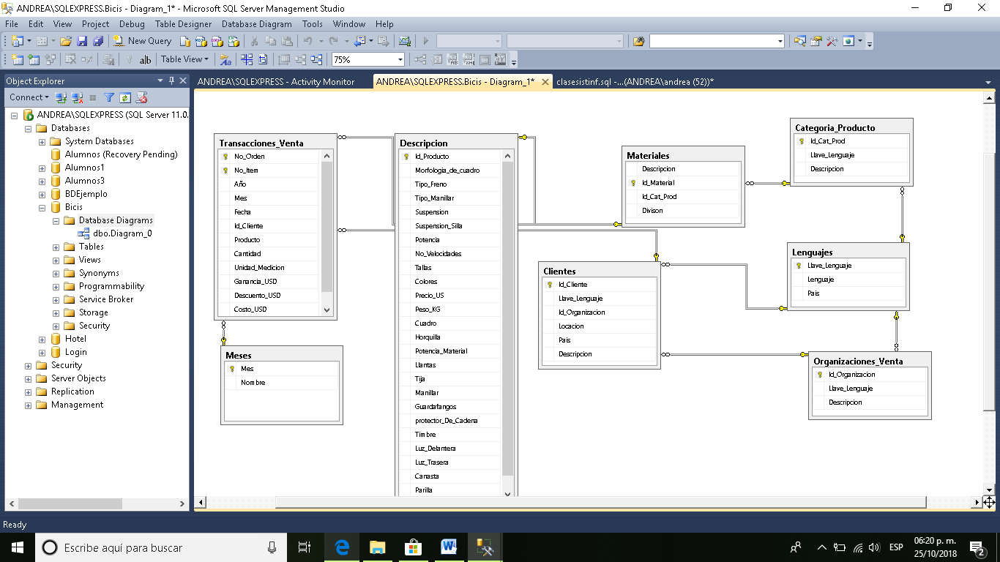 ANDREA\SQLEXPRESS.Bicis - Diagram_1* - Microsoft SQL Server Management Studio
File Edit View Project Debug Table Designer Database Diagram Tools Window Help
New Query
ab| Table View 75%
Object Explorer
Connect
ANDREA\SQLEXPRESS (SQL Server 11.0.
Databases
System Databases
Alumnos (Recovery Pending)
Alumnos1
Alumnos3
BDEjemplo
Bicis
Database Diagrams
dbo.Diagram_0
Tables
Views
Synonyms
Programmability
Service Broker
Storage
Security
Hotel
Login
Security
Server Objects
Replication
Management
ANDREA\SQLEXPRESS - Activity Monitor
ANDREA\SQLEXPRESS.Bicis - Diagram_1*
clasesistinf.sql -...(ANDREA\andrea (52))*
Transacciones_Venta
No_Orden
No_Item
Año
Mes
Fecha
Id_Cliente
Producto
Cantidad
Unidad_Medicion
Ganancia_USD
Descuento_USD
Costo_USD
Meses
Mes
Nombre
Descripcion
Id_Producto
Morfologia_de_cuadro
Tipo_Freno
Tipo_Manillar
Suspension
Suspension_Silla
Potencia
No_Velocidades
Tallas
Colores
Precio_US
Peso_KG
Cuadro
Horquilla
Potencia_Material
Llantas
Tija
Manillar
Guardafangos
protector_De_Cadena
Timbre
Luz_Delantera
Luz_Trasera
Canasta
Parilla
Materiales
Descripcion
Id_Material
Id_Cat_Prod
Divison
Clientes
Id_Cliente
Llave_Lenguaje
Id_Organizacion
Locacion
Pais
Descripcion
Categoria_Producto
Id_Cat_Prod
Llave_Lenguaje
Descripcion
Lenguajes
Llave_Lenguaje
Lenguaje
Pais
Organizaciones_Venta
Id_Organizacion
Llave_Lenguaje
Descripcion
Ready
Escribe aquí para buscar
ESP
06:20 p. m.
25/10/2018
2